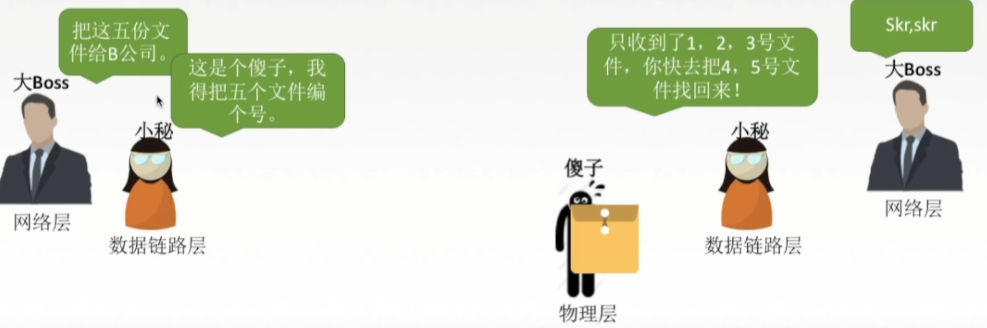 把这五份文
件给B公司。
大Boss
这是个傻子，我
得把五个文件编
个号。
小秘
网络层
数据链路层
只收到了1，2，3号文
件，你快去把4，5号文
件找回来！
傻子
小秘
物理层
数据链路层
Skr,skr
大Boss
网络层